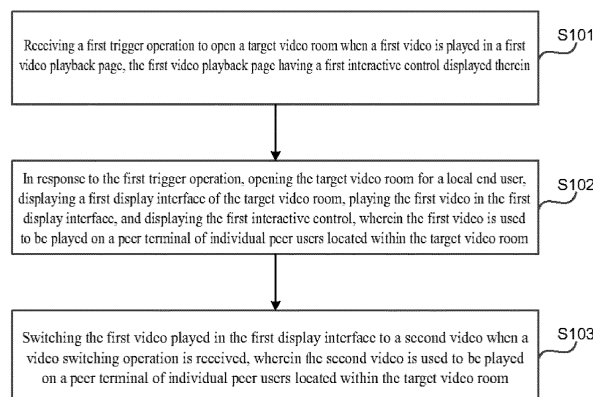 Receiving a first trigger operation to open a target video room when a first video is played in a first
video playback page, the first video playback page having a first interactive control displayed therein
S101
In response to the first trigger operation, opening the target video room for a local end user,
displaying a first display interface of the target video room, playing the first video in the first
display interface, and displaying the first interactive control, wherein the first video is used
to be played on a peer terminal of individual peer users located within the target video room
S102
Switching the first video played in the first display interface to a second video when a
video switching operation is received, wherein the second video is used to be played
on a peer terminal of individual peer users located within the target video room
S103